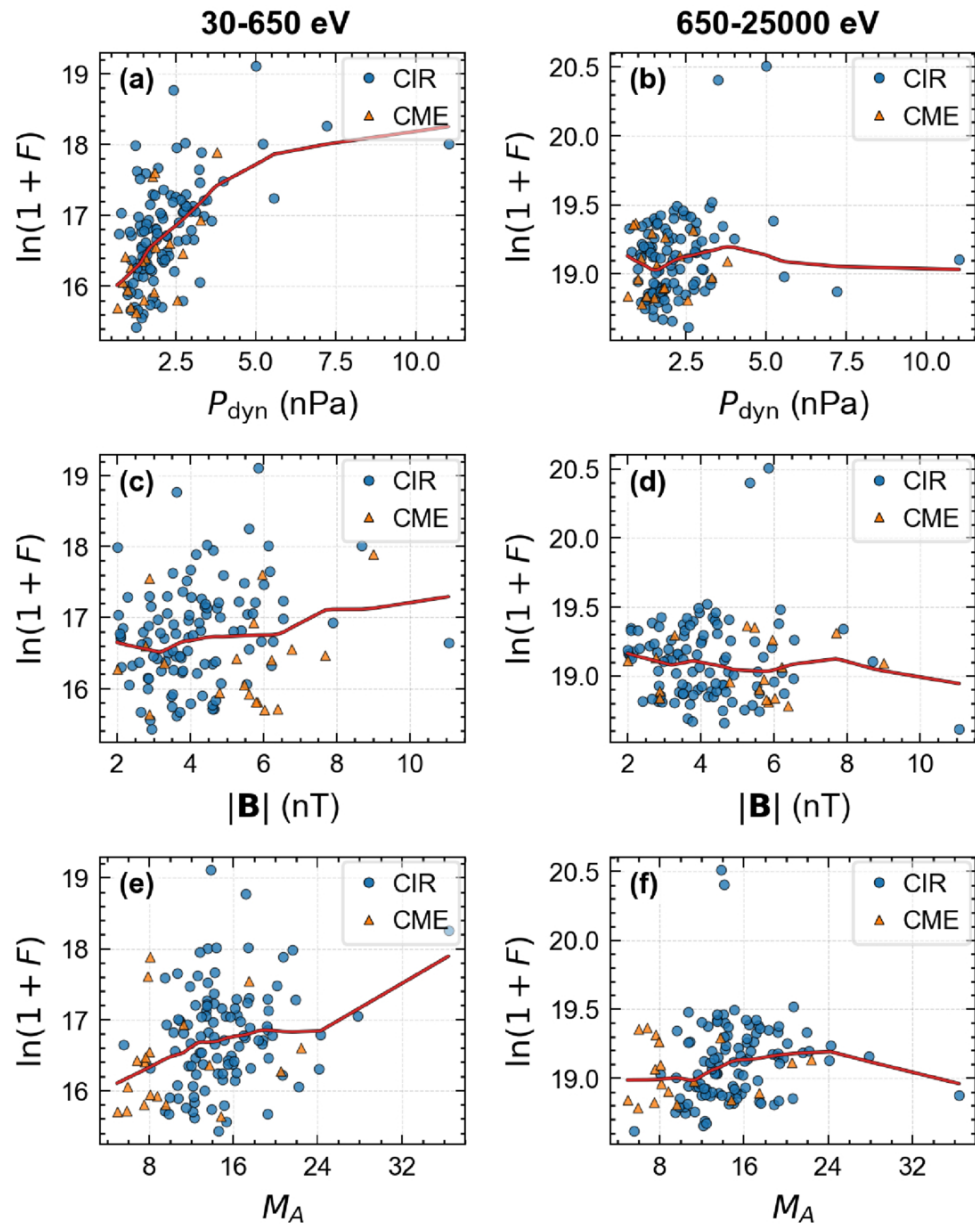 30-650 eV 650-25000 eV
(a) CIR CME
19
18
17
16
ln(1 + F)
2.5 5.0 7.5 10.0
P_dyn (nPa)
(b) CIR CME
20.5
20.0
19.5
19.0
ln(1 + F)
2.5 5.0 7.5 10.0
P_dyn (nPa)
(c) CIR CME
19
18
17
16
ln(1 + F)
2 4 6 8 10
|B| (nT)
(d) CIR CME
20.5
20.0
19.5
19.0
ln(1 + F)
2 4 6 8 10
|B| (nT)
(e) CIR CME
19
18
17
16
ln(1 + F)
8 16 24 32
M_A
(f) CIR CME
20.5
20.0
19.5
19.0
ln(1 + F)
8 16 24 32
M_A